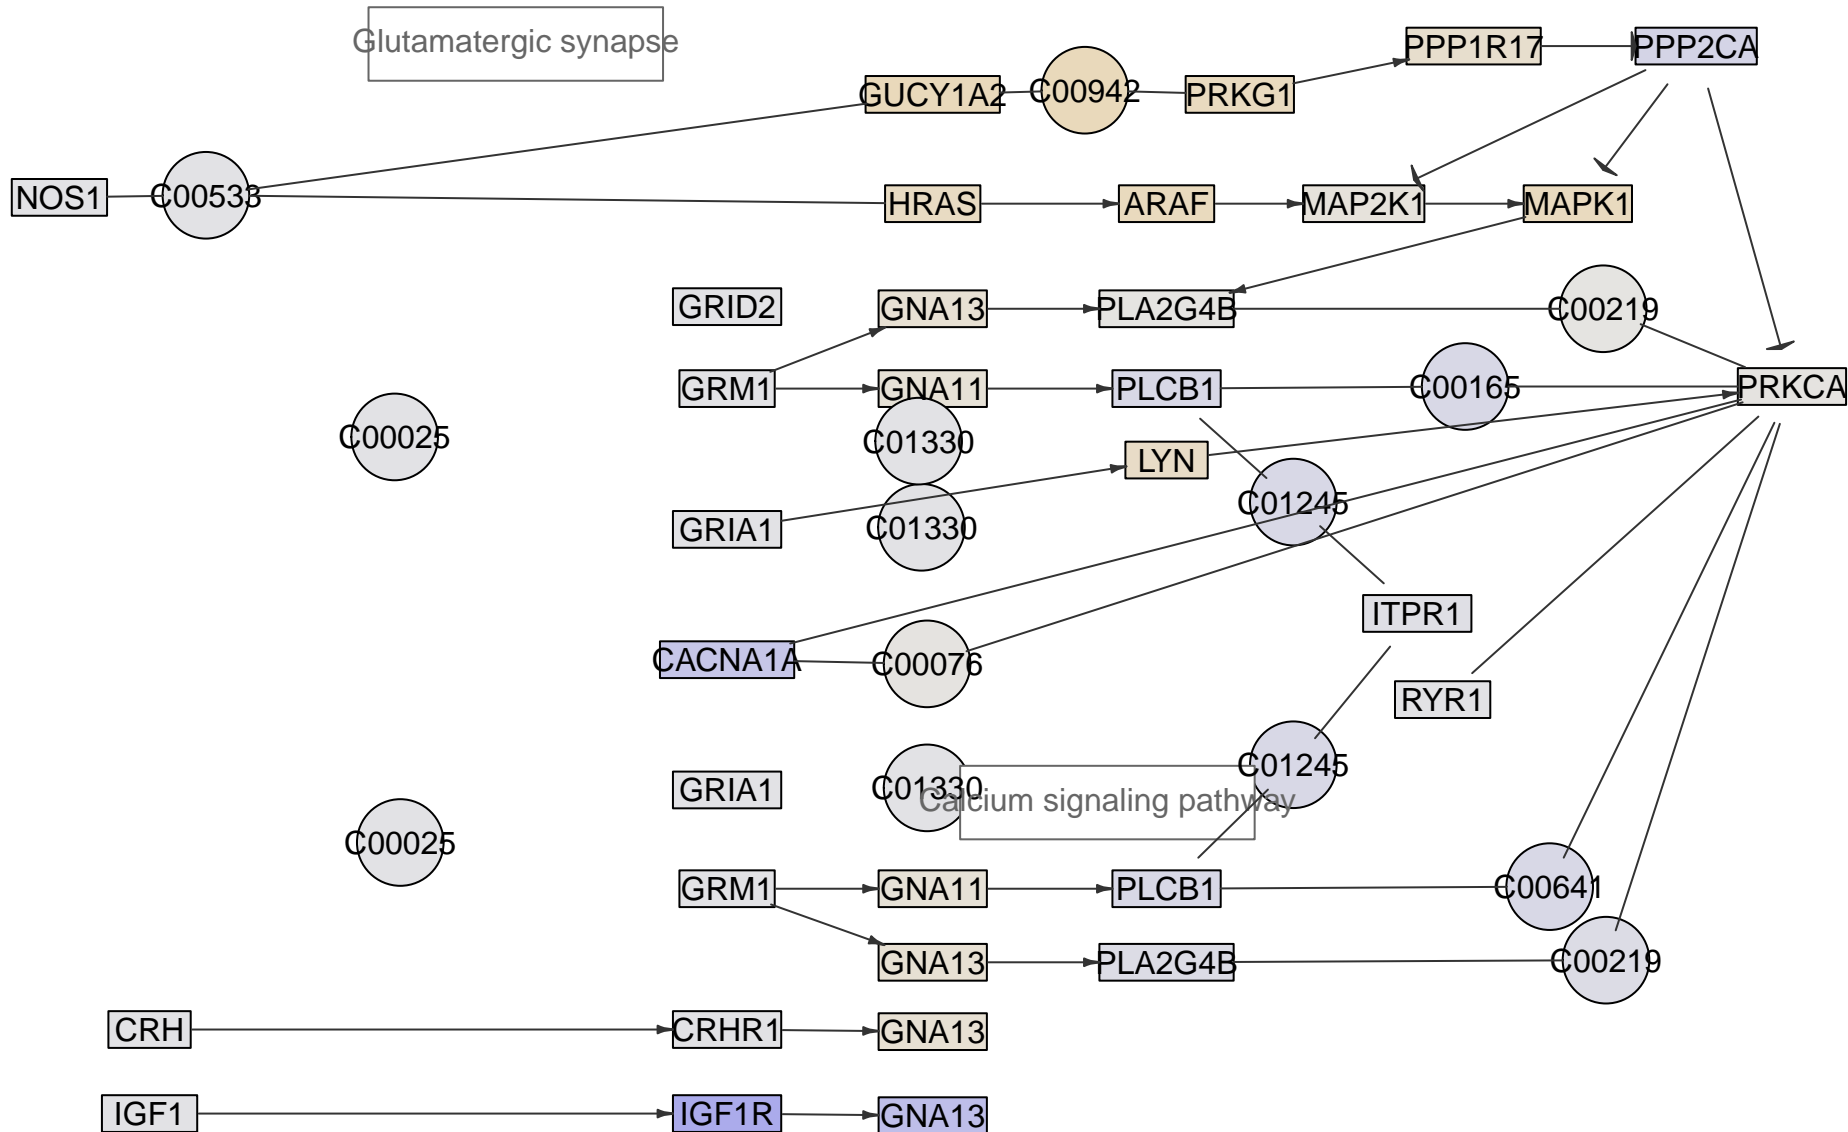 Glutamatergic synapse
PPP1R17
PPP2CA
GUCY1A2
C00942
PRKG1
NOS1
C00533
HRAS
ARAF
MAP2K1
MAPK1
GRID2
GNA13
PLA2G4B
C00219
GRM1
GNA11
PLCB1
C00165
PRKCA
C00025
C01330
LYN
C01245
GRIA1
C01330
ITPR1
CACNA1A
C00076
RYR1
C01245
GRIA1
C01330
Calcium signaling pathway
C00025
GRM1
GNA11
PLCB1
C00641
GNA13
PLA2G4B
C00219
CRH
CRHR1
GNA13
IGF1
IGF1R
GNA13